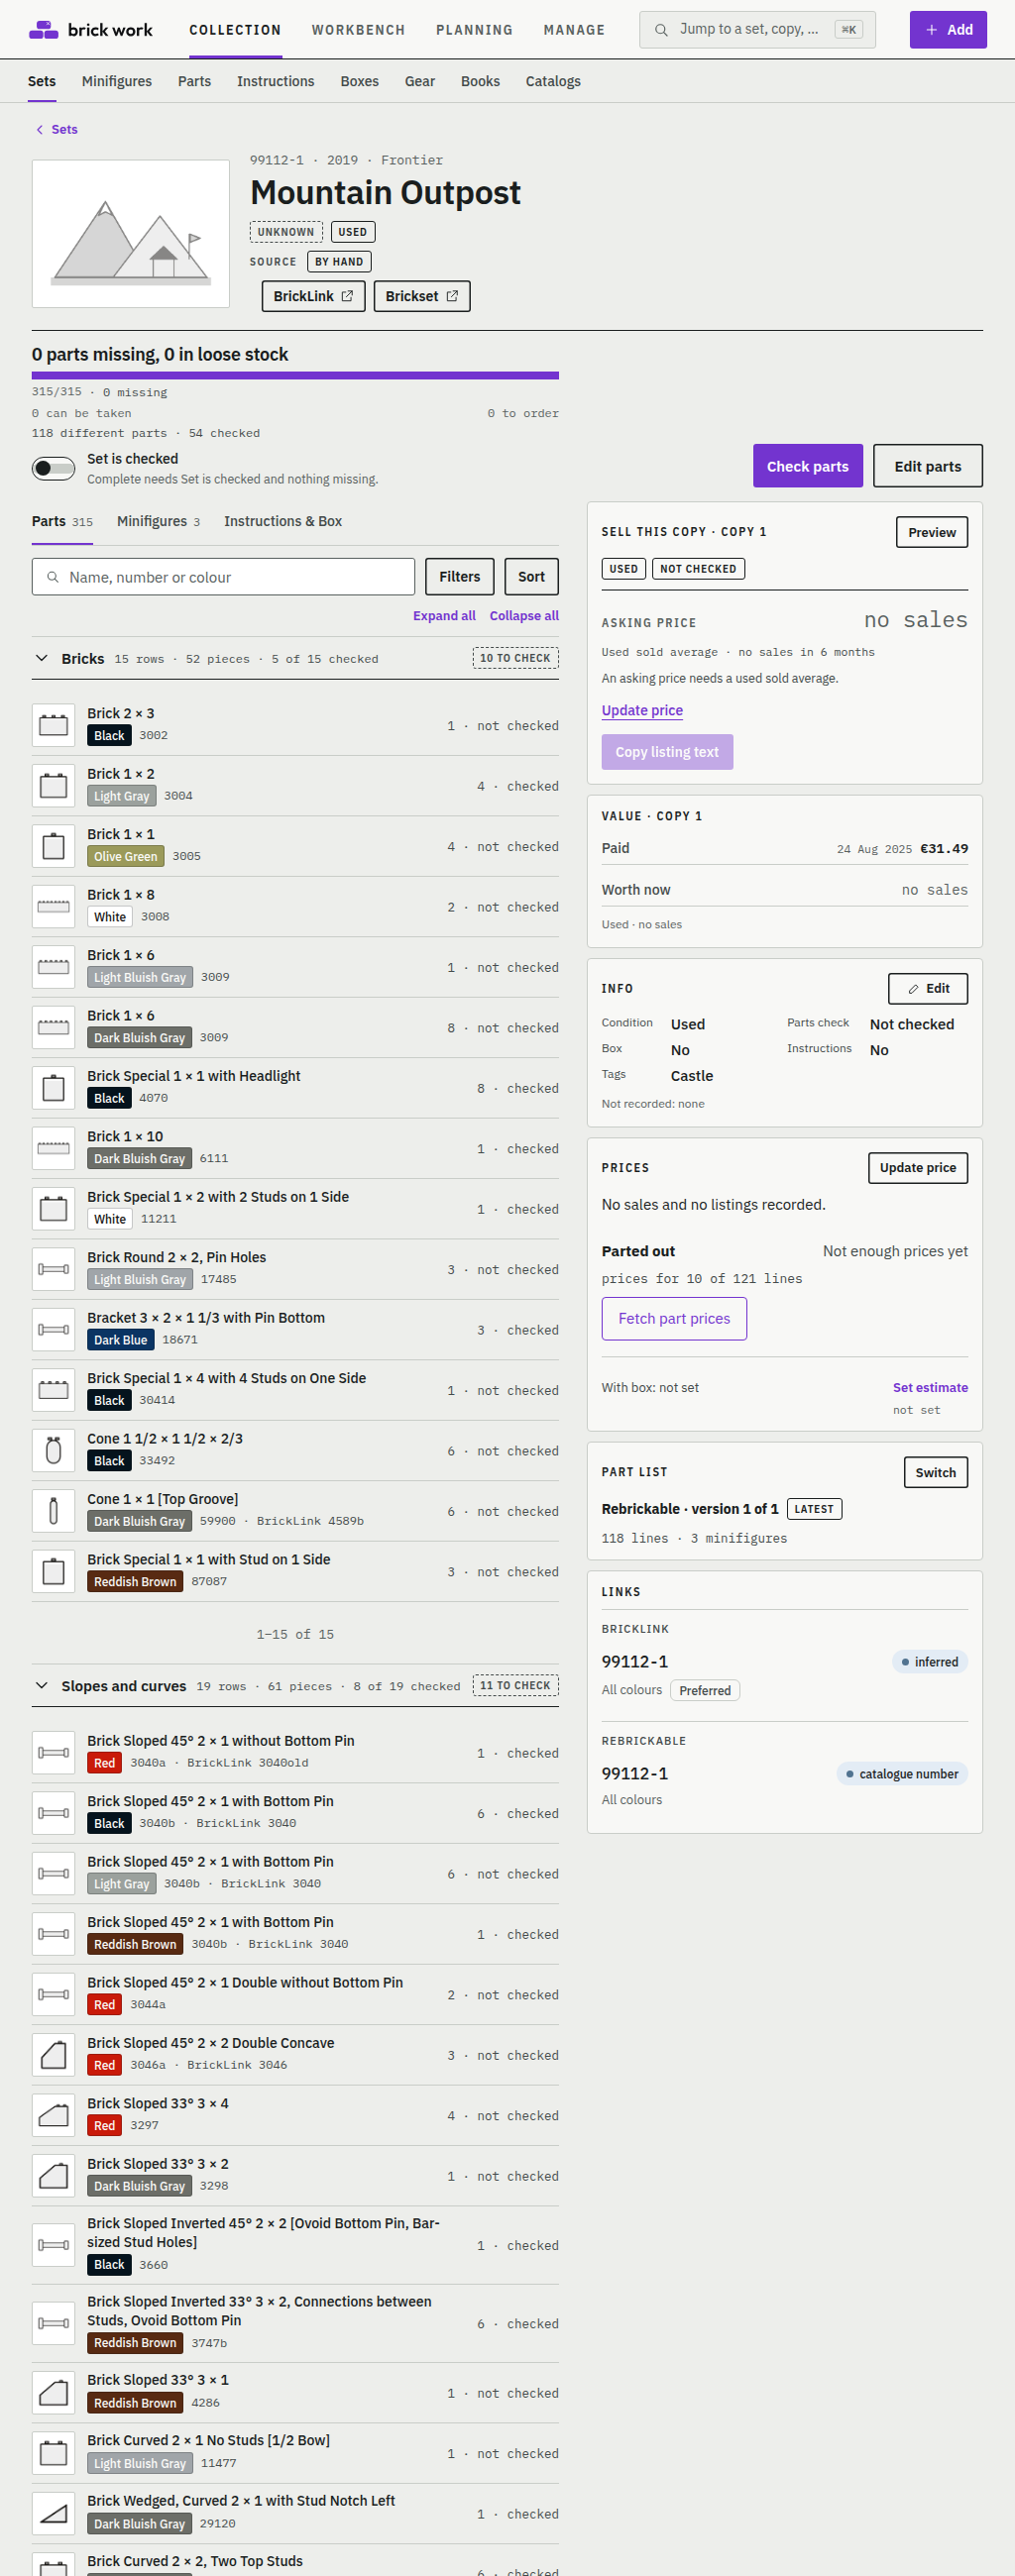 brick work
COLLECTION WORKBENCH PLANNING MANAGE
Jump to a set, copy, ... ⌘K
+ Add
Sets Minifigures Parts Instructions Boxes Gear Books Catalogs
Sets
99112-1 · 2019 · Frontier
Mountain Outpost
UNKNOWN USED
SOURCE BY HAND
BrickLink Brickset
0 parts missing, 0 in loose stock
315/315 · 0 missing
0 can be taken 0 to order
118 different parts · 54 checked
Set is checked
Complete needs Set is checked and nothing missing.
Check parts Edit parts
Parts 315 Minifigures 3 Instructions & Box
Name, number or colour
Filters Sort
Expand all Collapse all
Bricks 15 rows · 52 pieces · 5 of 15 checked 10 TO CHECK
Brick 2 × 3
Black 3002
1 · not checked
Brick 1 × 2
Light Gray 3004
4 · checked
Brick 1 × 1
Olive Green 3005
4 · not checked
Brick 1 × 8
White 3008
2 · not checked
Brick 1 × 6
Light Bluish Gray 3009
1 · not checked
Brick 1 × 6
Dark Bluish Gray 3009
8 · not checked
Brick Special 1 × 1 with Headlight
Black 4070
8 · checked
Brick 1 × 10
Dark Bluish Gray 6111
1 · checked
Brick Special 1 × 2 with 2 Studs on 1 Side
White 11211
1 · checked
Brick Round 2 × 2, Pin Holes
Light Bluish Gray 17485
3 · not checked
Bracket 3 × 2 × 1 1/3 with Pin Bottom
Dark Blue 18671
3 · checked
Brick Special 1 × 4 with 4 Studs on One Side
Black 30414
1 · not checked
Cone 1 1/2 × 1 1/2 × 2/3
Black 33492
6 · not checked
Cone 1 × 1 [Top Groove]
Dark Bluish Gray 59900 · BrickLink 4589b
6 · not checked
Brick Special 1 × 1 with Stud on 1 Side
Reddish Brown 87087
3 · not checked
1–15 of 15
Slopes and curves 19 rows · 61 pieces · 8 of 19 checked 11 TO CHECK
Brick Sloped 45° 2 × 1 without Bottom Pin
Red 3040a · BrickLink 3040old
1 · checked
Brick Sloped 45° 2 × 1 with Bottom Pin
Black 3040b · BrickLink 3040
6 · checked
Brick Sloped 45° 2 × 1 with Bottom Pin
Light Gray 3040b · BrickLink 3040
6 · not checked
Brick Sloped 45° 2 × 1 with Bottom Pin
Reddish Brown 3040b · BrickLink 3040
1 · checked
Brick Sloped 45° 2 × 1 Double without Bottom Pin
Red 3044a
2 · not checked
Brick Sloped 45° 2 × 2 Double Concave
Red 3046a · BrickLink 3046
3 · not checked
Brick Sloped 33° 3 × 4
Red 3297
4 · not checked
Brick Sloped 33° 3 × 2
Dark Bluish Gray 3298
1 · not checked
Brick Sloped Inverted 45° 2 × 2 [Ovoid Bottom Pin, Bar-
sized Stud Holes]
Black 3660
1 · checked
Brick Sloped Inverted 33° 3 × 2, Connections between
Studs, Ovoid Bottom Pin
Reddish Brown 3747b
6 · checked
Brick Sloped 33° 3 × 1
Reddish Brown 4286
1 · not checked
Brick Curved 2 × 1 No Studs [1/2 Bow]
Light Bluish Gray 11477
1 · not checked
Brick Wedged, Curved 2 × 1 with Stud Notch Left
Dark Bluish Gray 29120
1 · checked
Brick Curved 2 × 2, Two Top Studs
SELL THIS COPY · COPY 1 Preview
USED NOT CHECKED
ASKING PRICE no sales
Used sold average · no sales in 6 months
An asking price needs a used sold average.
Update price
Copy listing text
VALUE · COPY 1
Paid 24 Aug 2025 €31.49
Worth now no sales
Used · no sales
INFO Edit
Condition Used Parts check Not checked
Box No Instructions No
Tags Castle
Not recorded: none
PRICES Update price
No sales and no listings recorded.
Parted out Not enough prices yet
prices for 10 of 121 lines
Fetch part prices
With box: not set Set estimate
not set
PART LIST Switch
Rebrickable · version 1 of 1 LATEST
118 lines · 3 minifigures
LINKS
BRICKLINK
99112-1 inferred
All colours Preferred
REBRICKABLE
99112-1 catalogue number
All colours